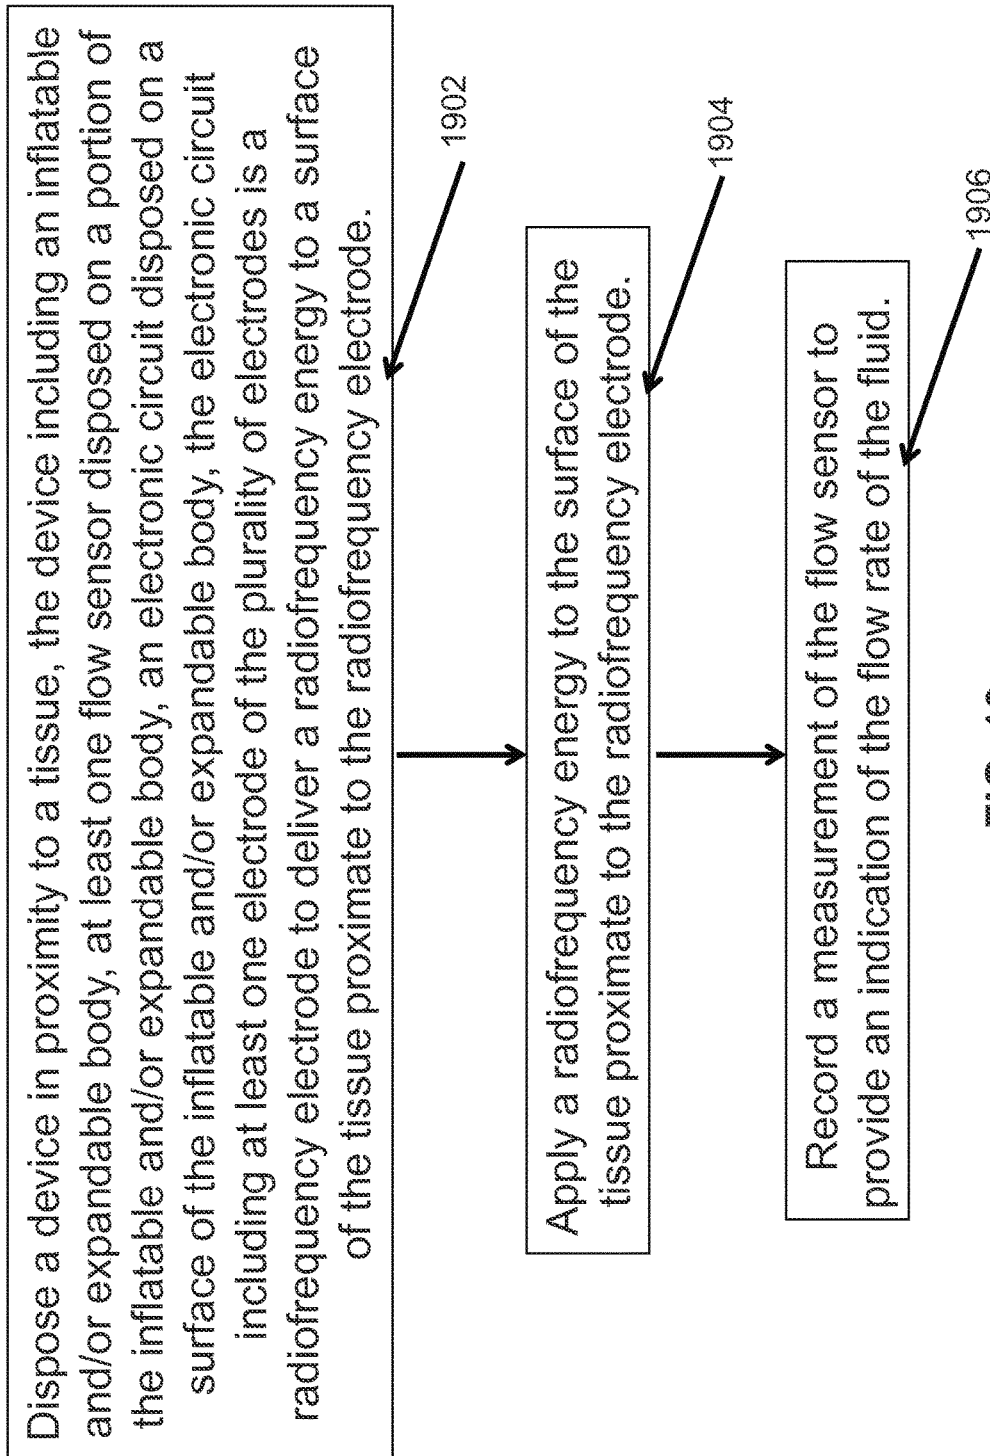 Dispose a device in proximity to a tissue, the device including an inflatable
and/or expandable body, at least one flow sensor disposed on a portion of
the inflatable and/or expandable body, an electronic circuit disposed on a
surface of the inflatable and/or expandable body, the electronic circuit
including at least one electrode of the plurality of electrodes is a
radiofrequency electrode to deliver a radiofrequency energy to a surface
of the tissue proximate to the radiofrequency electrode.
1902
Apply a radiofrequency energy to the surface of the
tissue proximate to the radiofrequency electrode.
1904
Record a measurement of the flow sensor to
provide an indication of the flow rate of the fluid.
1906